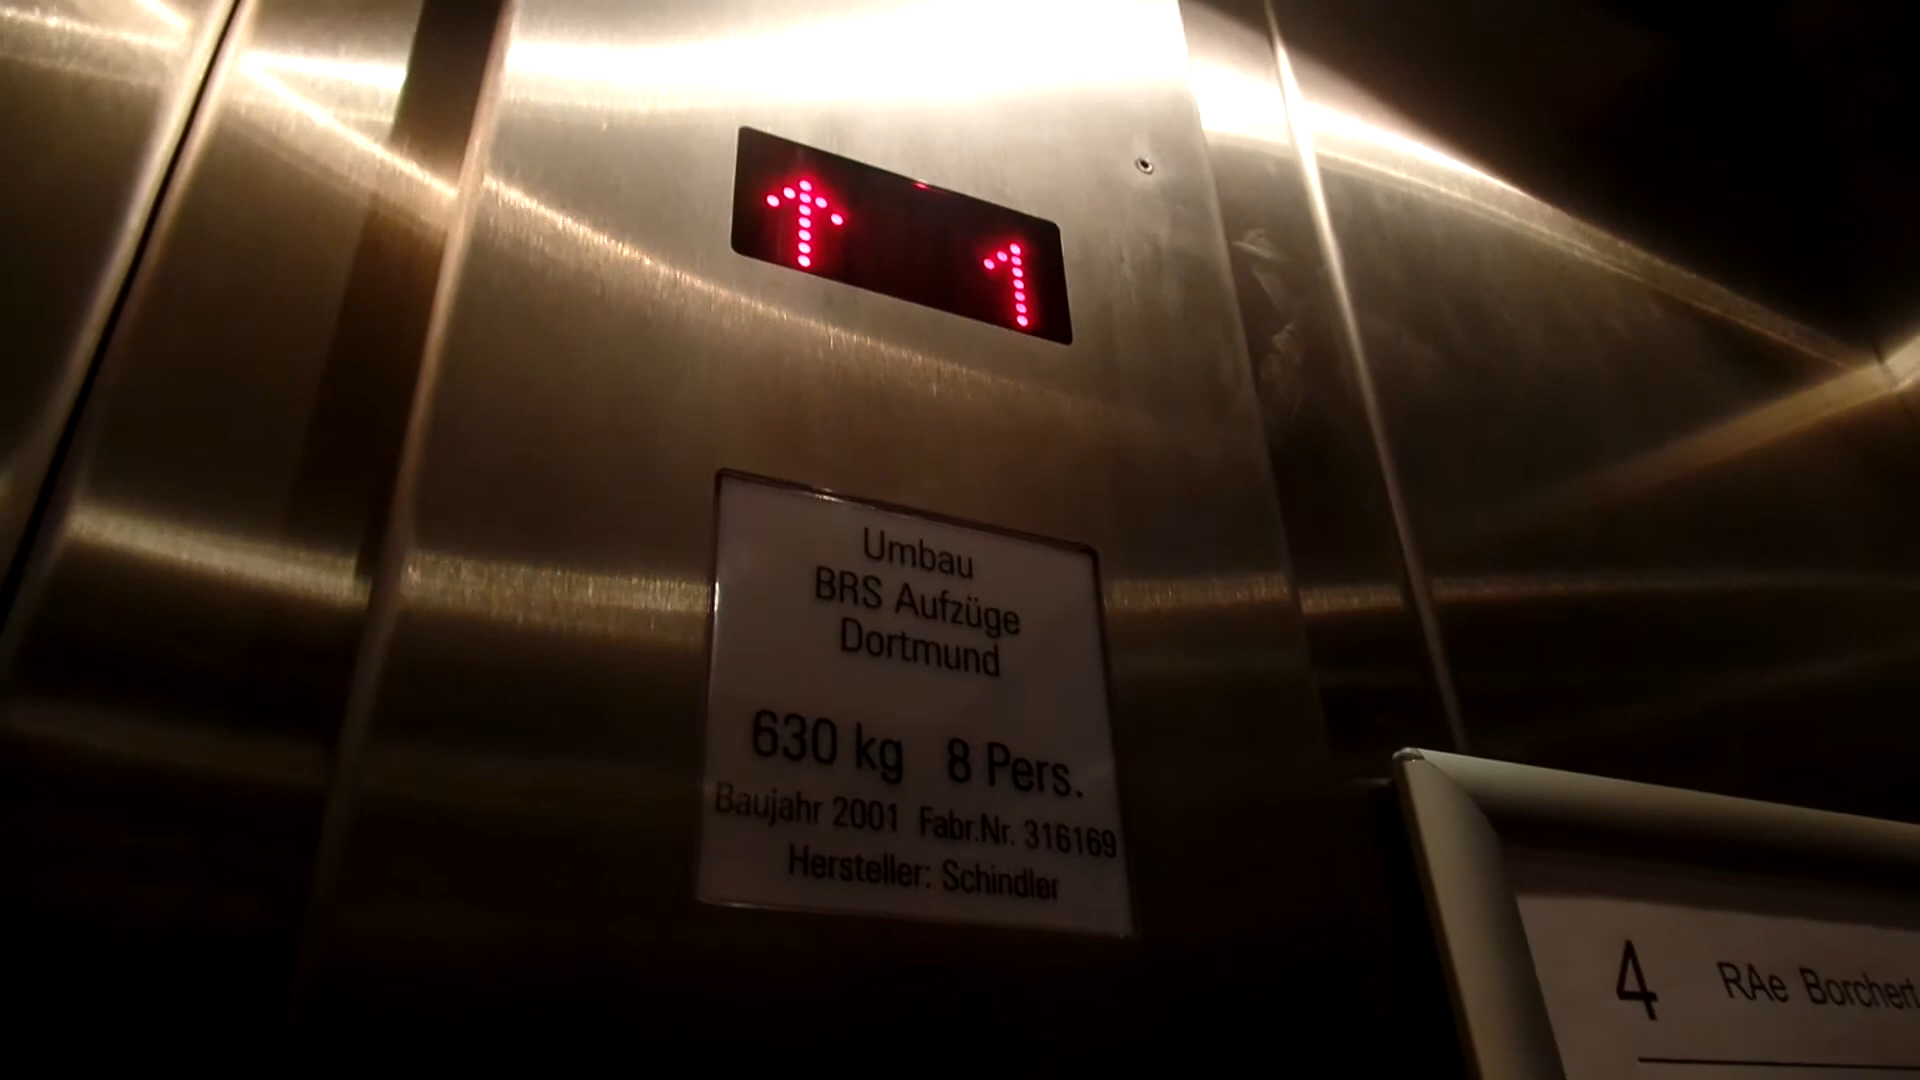 ↑ 1
Umbau
BRS Aufzüge
Dortmund
630 kg 8 Pers.
Baujahr 2001 Fabr.Nr. 316169
Hersteller: Schindler
4 RAe Borchert